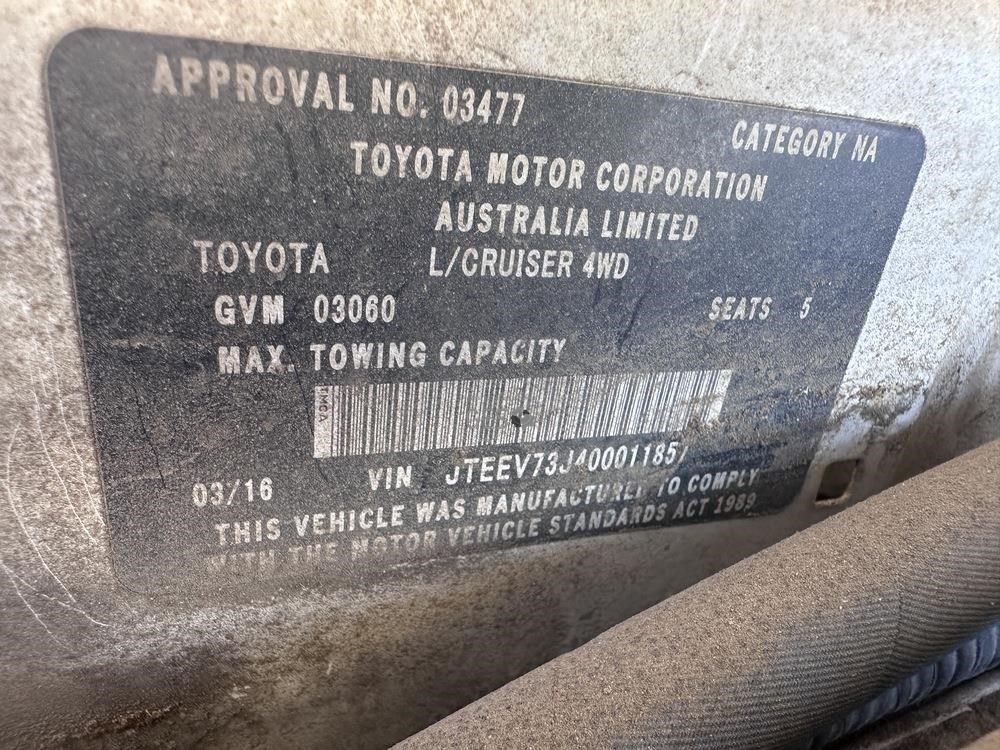 APPROVAL NO. 03477
CATEGORY NA
TOYOTA MOTOR CORPORATION
AUSTRALIA LIMITED
TOYOTA L/CRUISER 4WD
GVM 03060 SEATS 5
MAX. TOWING CAPACITY
03/16 VIN
THIS VEHICLE WAS MANUFACTURED TO COMPLY
WITH THE MOTOR VEHICLE STANDARDS ACT 1989